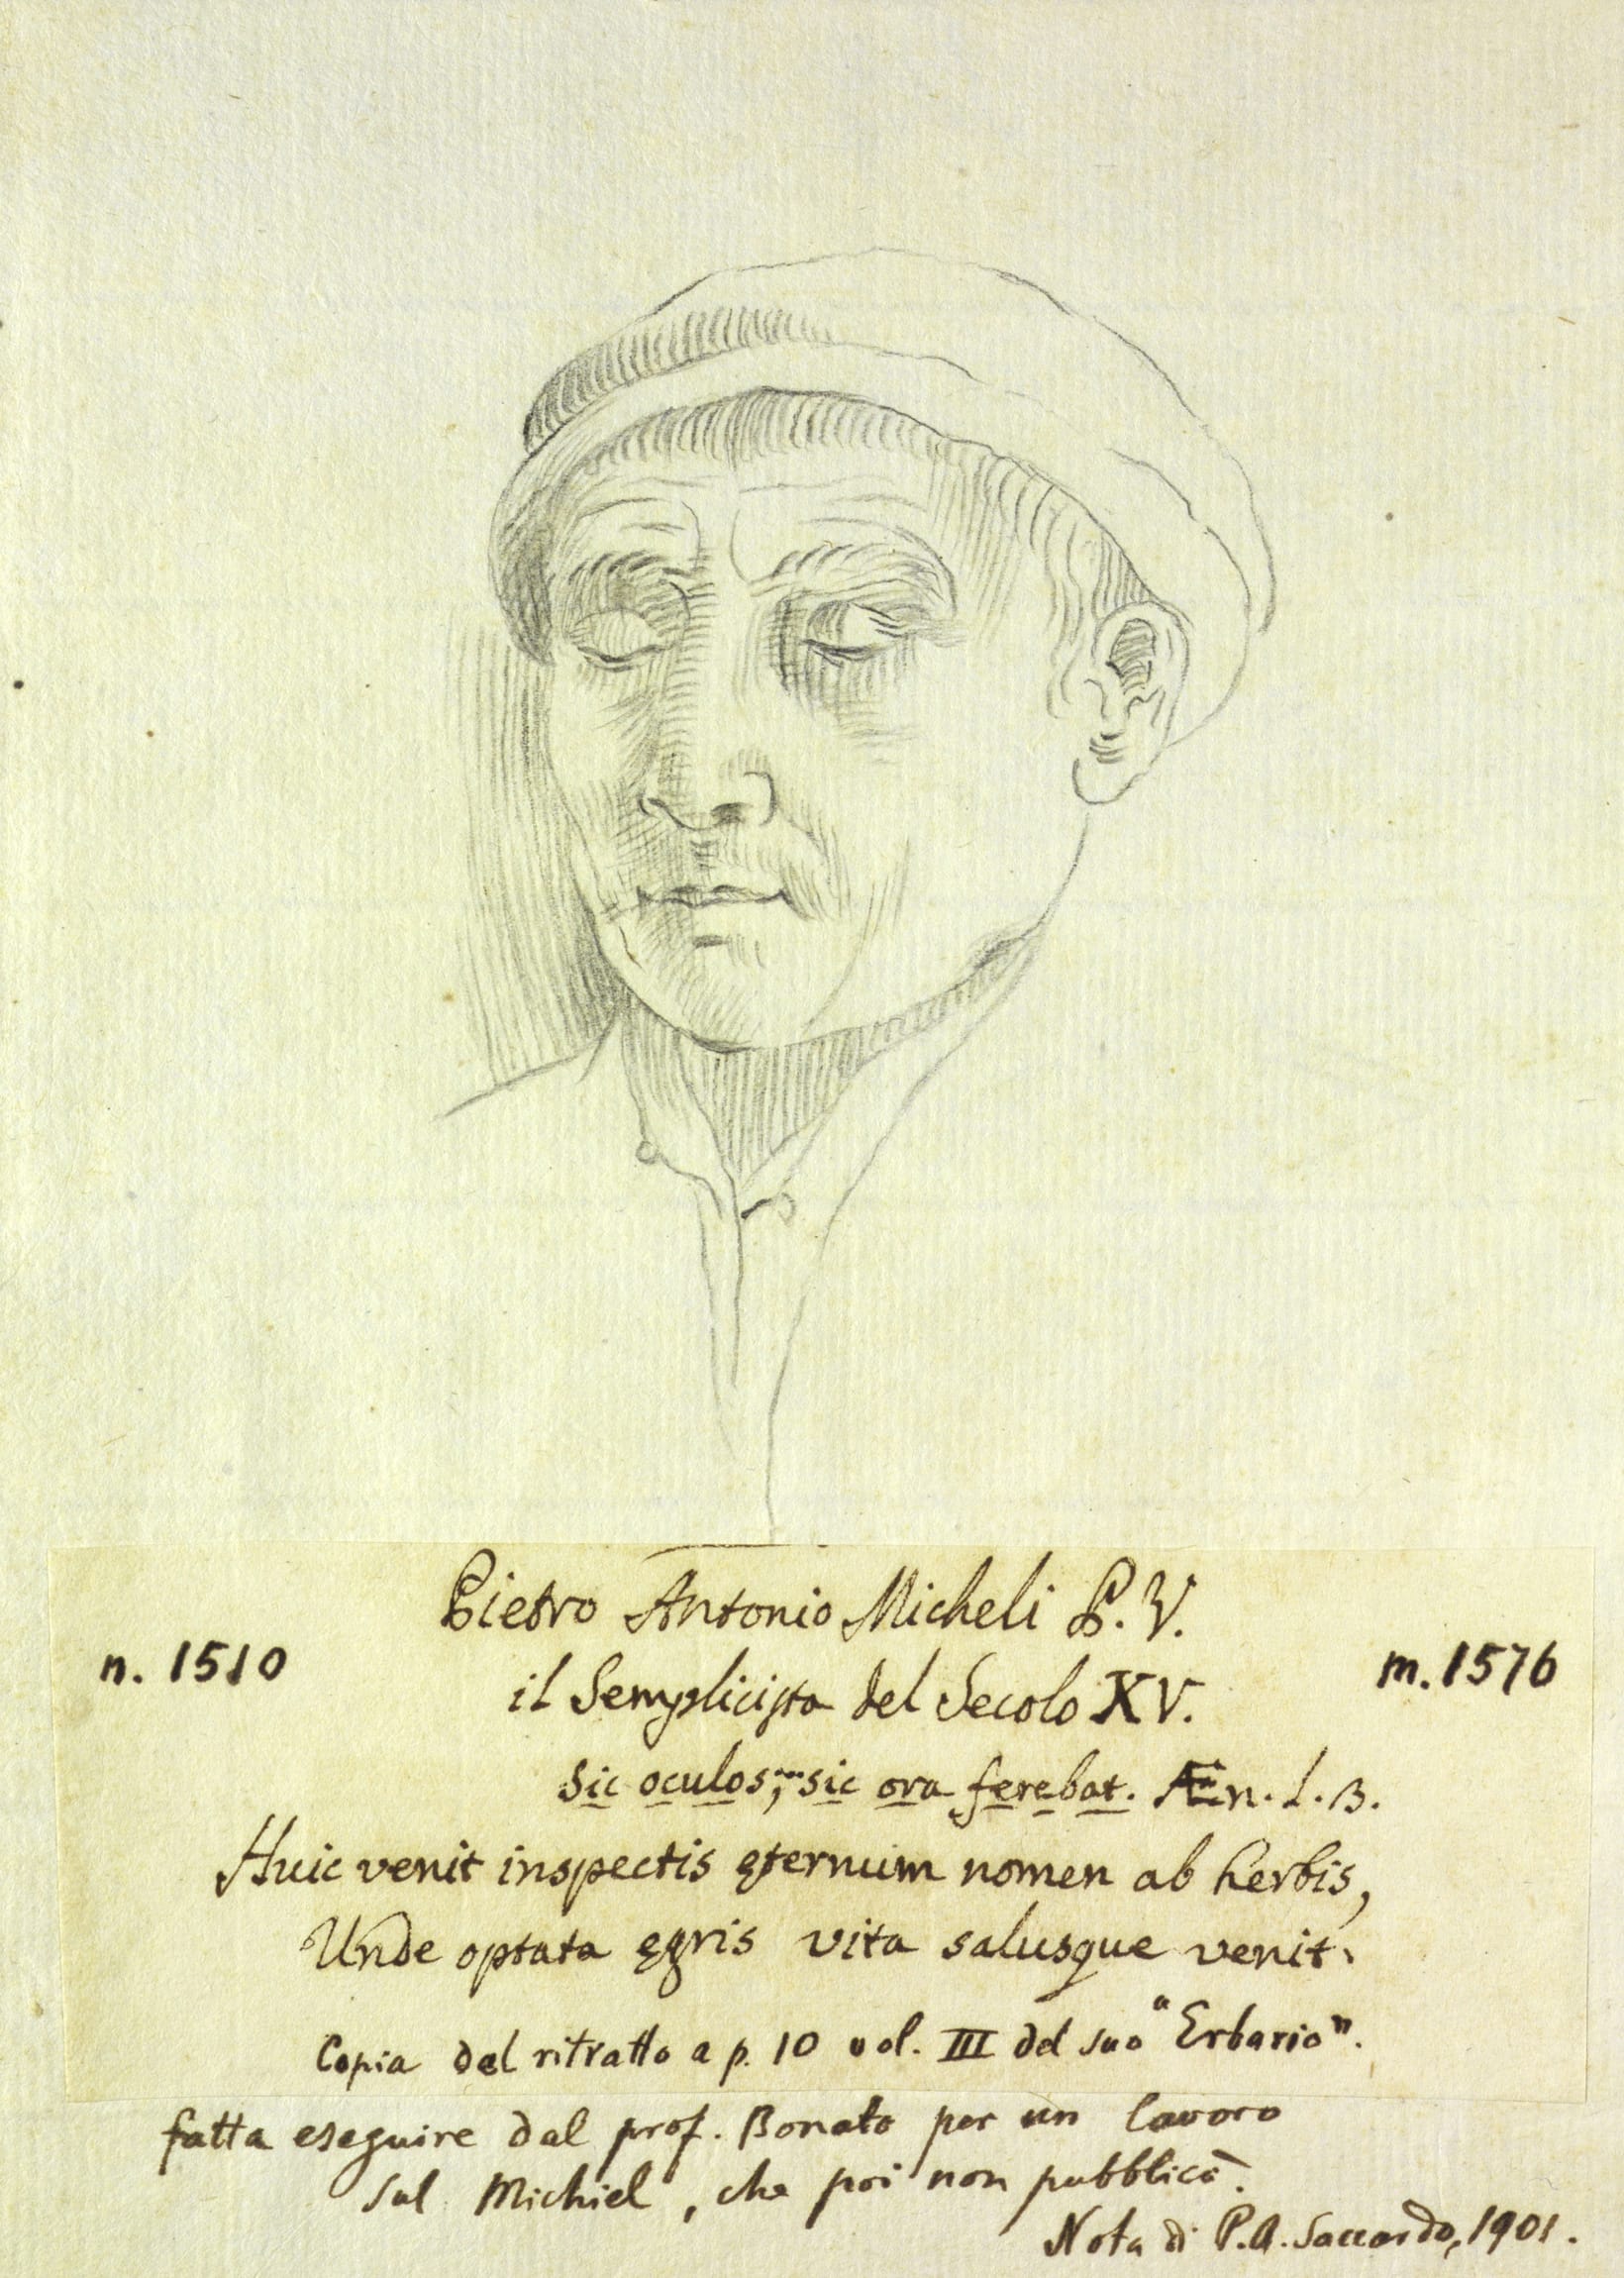 Pietro Antonio Micheli P. V.
n. 1510
m. 1576
il Semplicista del Secolo XV.
Sic oculos,... sic ora ferebat. Æn. L. 3.
Huic venit inspectis ęternum nomen ab herbis,
Unde optata ęgris vita salusque venit.
Copia del ritratto a p. 10 vol. III del suo "Erbario".
fatta eseguire dal prof. Bonato per un lavoro
sul Michiel, che poi non pubblicò.
Nota di P. A. Saccardo, 1901.